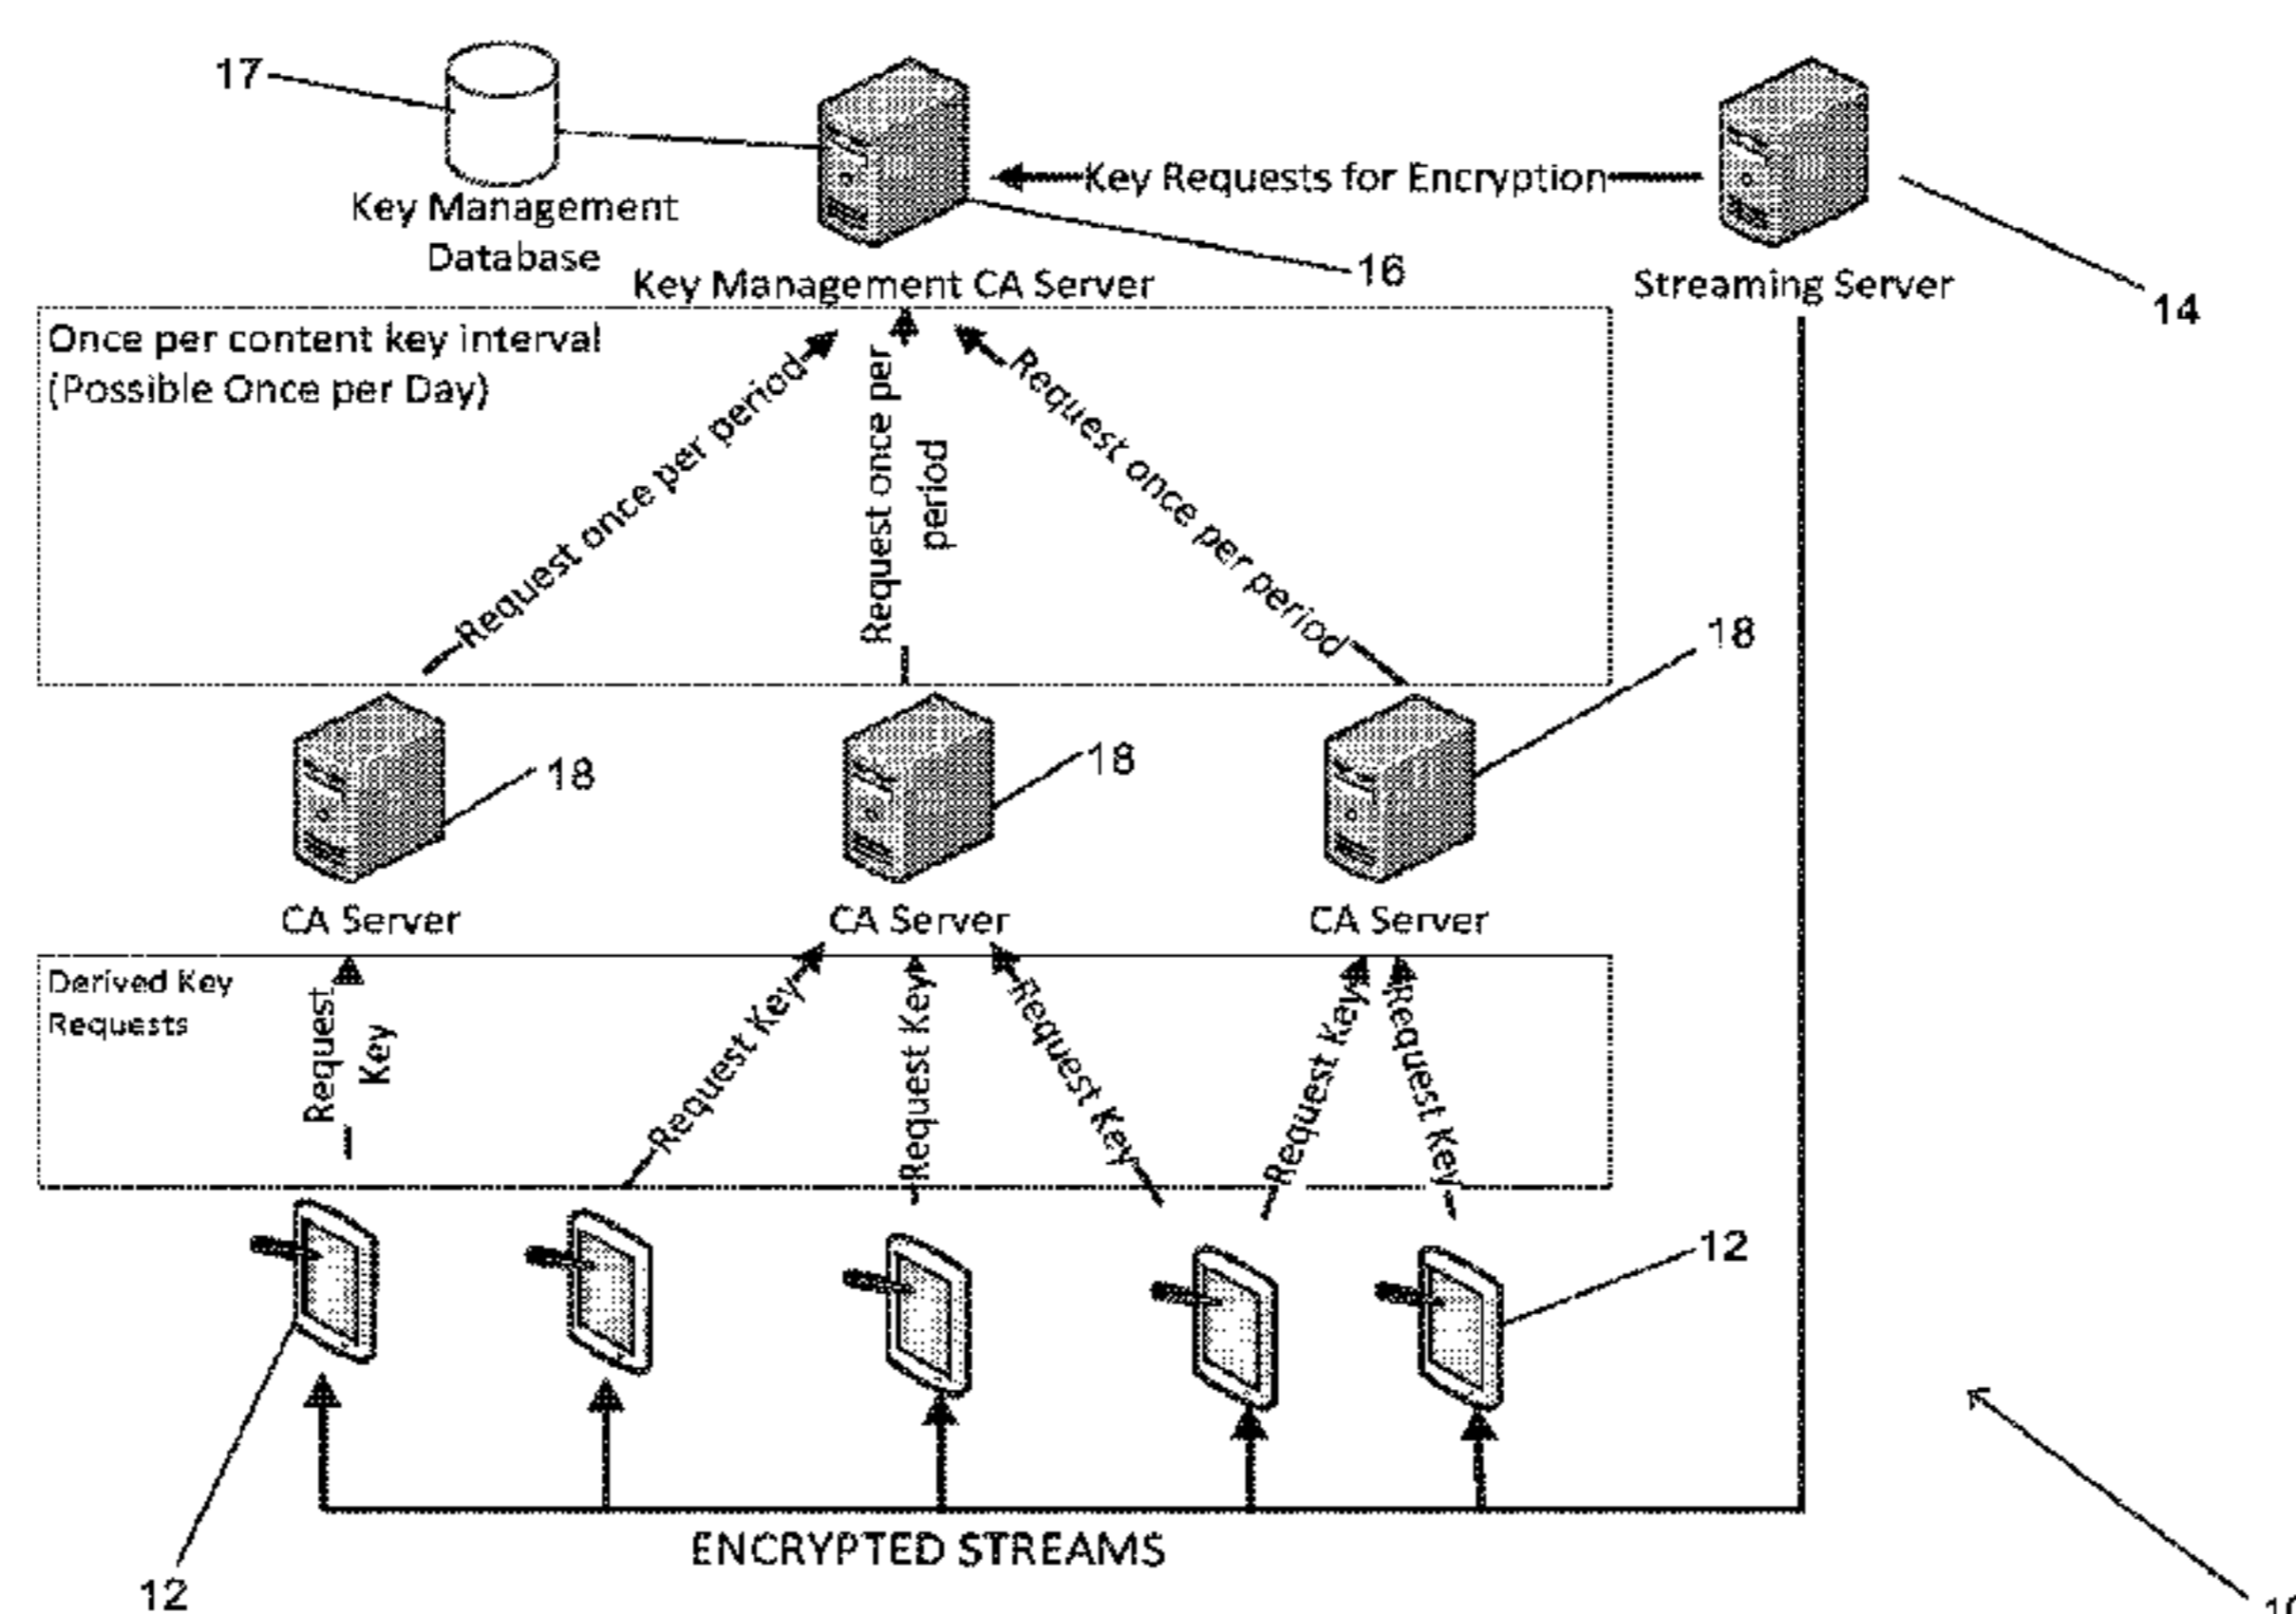 17
Key Management
Database
Key Requests for Encryption
Key Management CA Server
16
Streaming Server
14
Once per content key interval
(Possible Once per Day)
Request once per period
Request once per
period
Request once per period
18
18
18
CA Server
CA Server
CA Server
Derived Key
Requests
Request
Key
Request Key
Request Key
Request Key
Request Key
Request Key
12
ENCRYPTED STREAMS
12